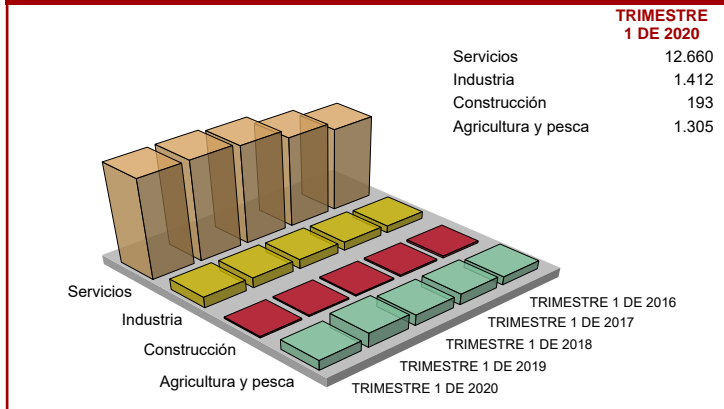 TRIMESTRE
1 DE 2020
Servicios 12.660
Industria 1.412
Construcción 193
Agricultura y pesca 1.305
Servicios
Industria
Construcción
Agricultura y pesca
TRIMESTRE 1 DE 2016
TRIMESTRE 1 DE 2017
TRIMESTRE 1 DE 2018
TRIMESTRE 1 DE 2019
TRIMESTRE 1 DE 2020